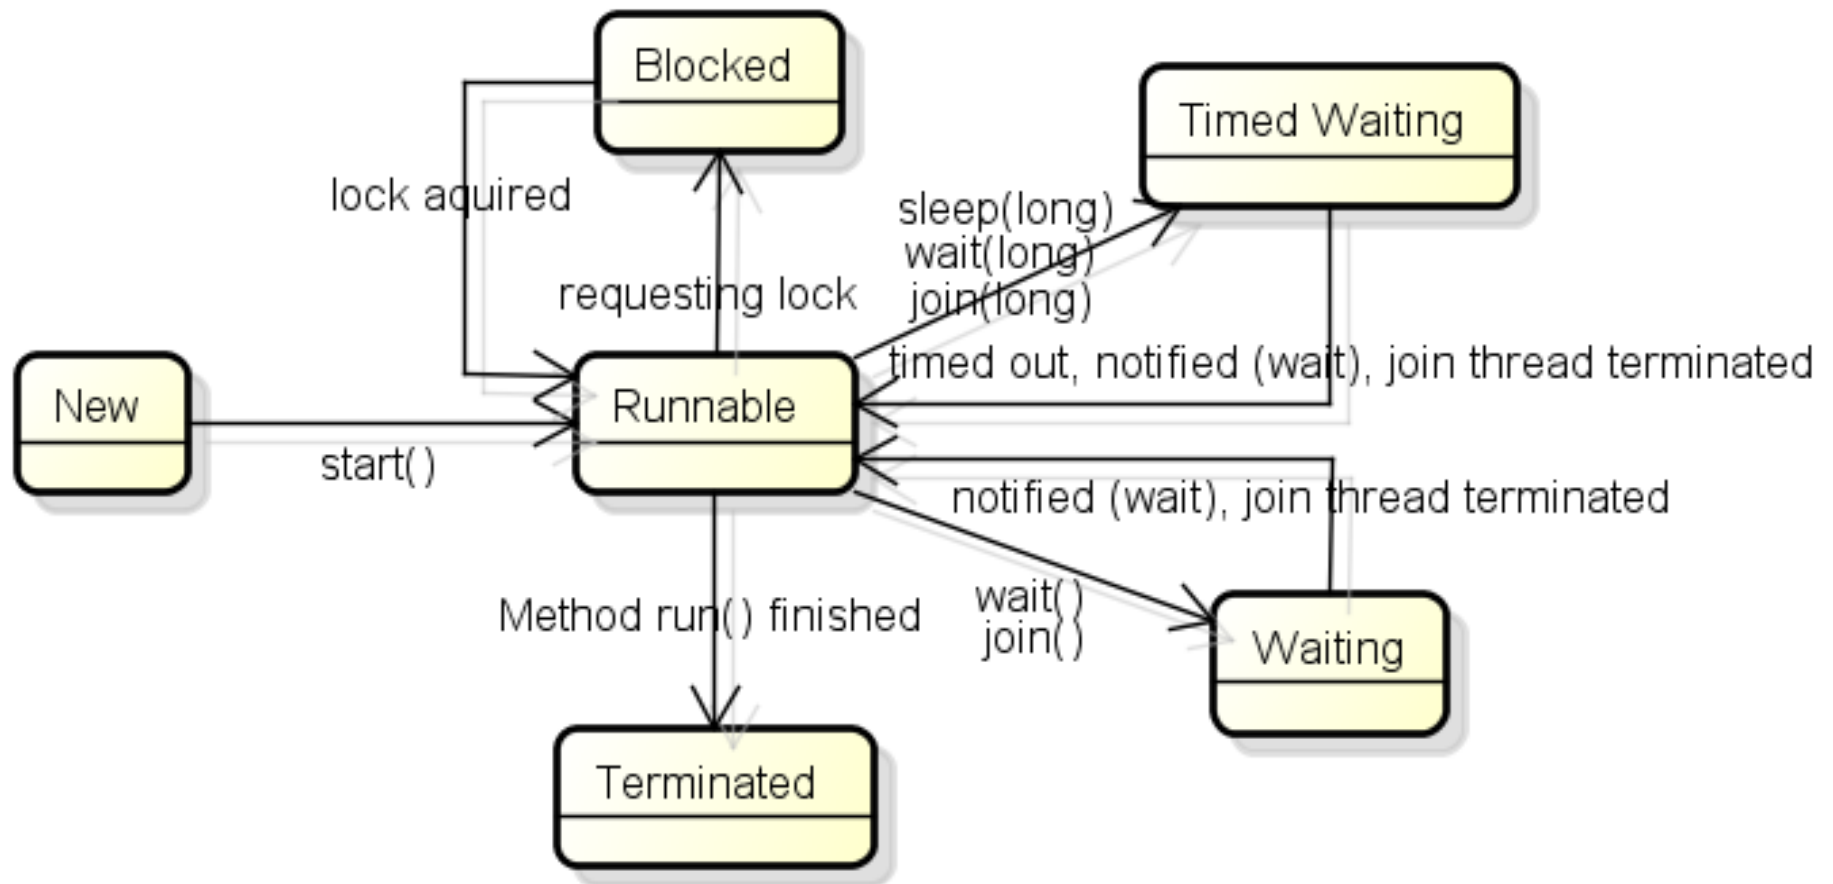 Blocked
Timed Waiting
lock aquired
sleep(long)
wait(long)
join(long)
requesting lock
timed out, notified (wait), join thread terminated
New
Runnable
start()
notified (wait), join thread terminated
Method run() finished
wait()
join()
Waiting
Terminated